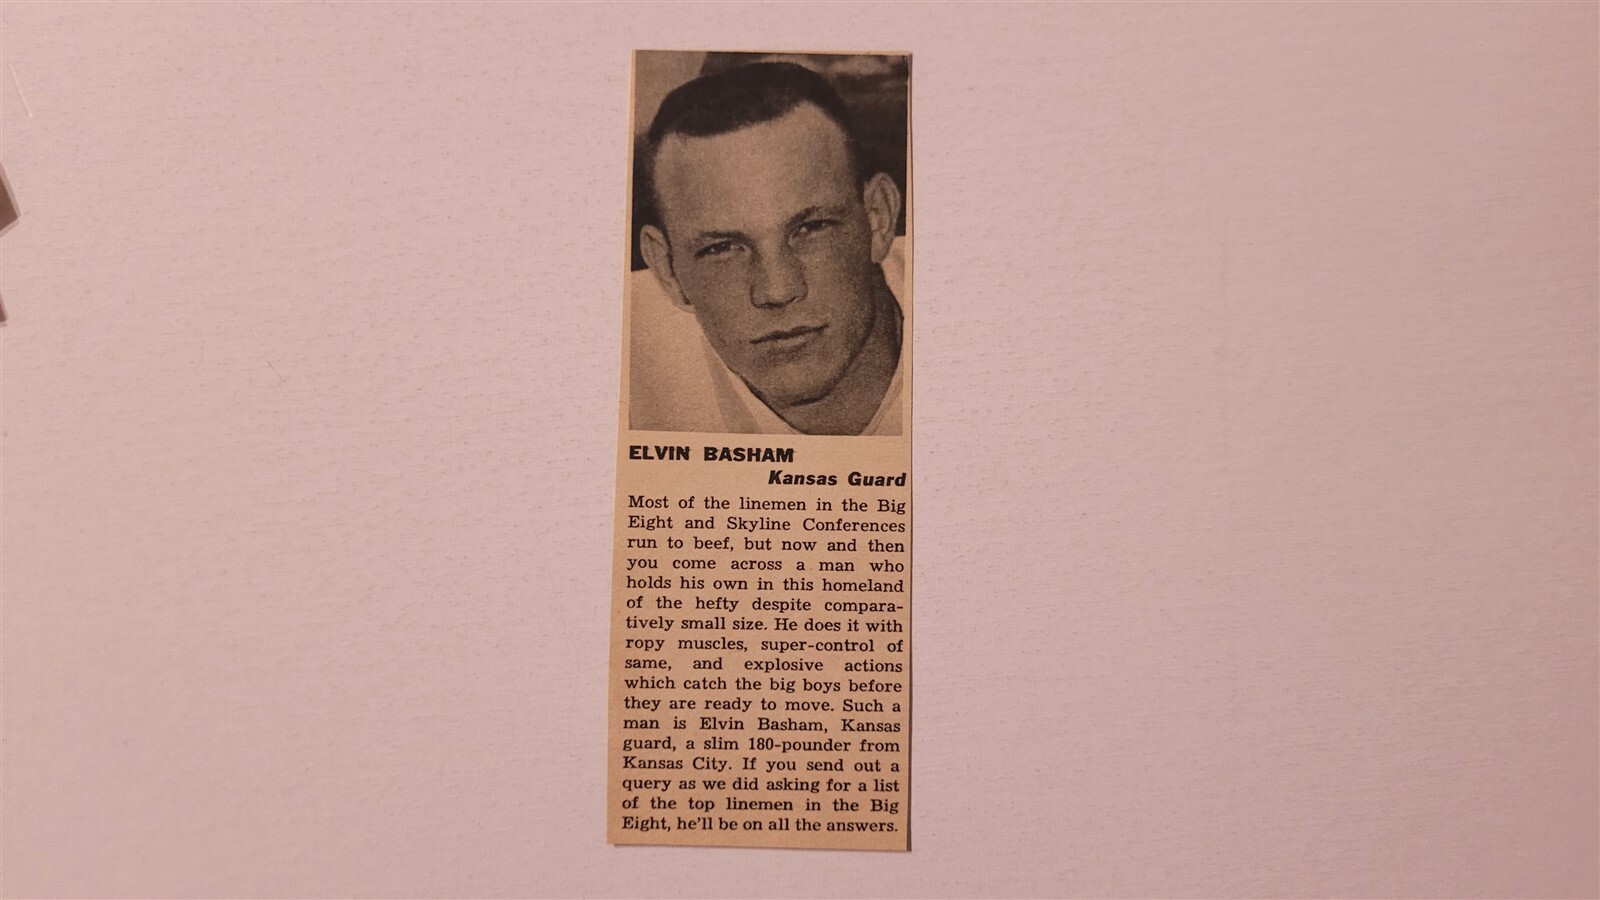 ELVIN BASHAM
Kansas Guard
Most of the linemen in the Big
Eight and Skyline Conferences
run to beef, but now and then
you come across a man who
holds his own in this homeland
of the hefty despite compara-
tively small size. He does it with
ropy muscles, super-control of
same, and explosive actions
which catch the big boys before
they are ready to move. Such a
man is Elvin Basham, Kansas
guard, a slim 180-pounder from
Kansas City. If you send out a
query as we did asking for a list
of the top linemen in the Big
Eight, he'll be on all the answers.